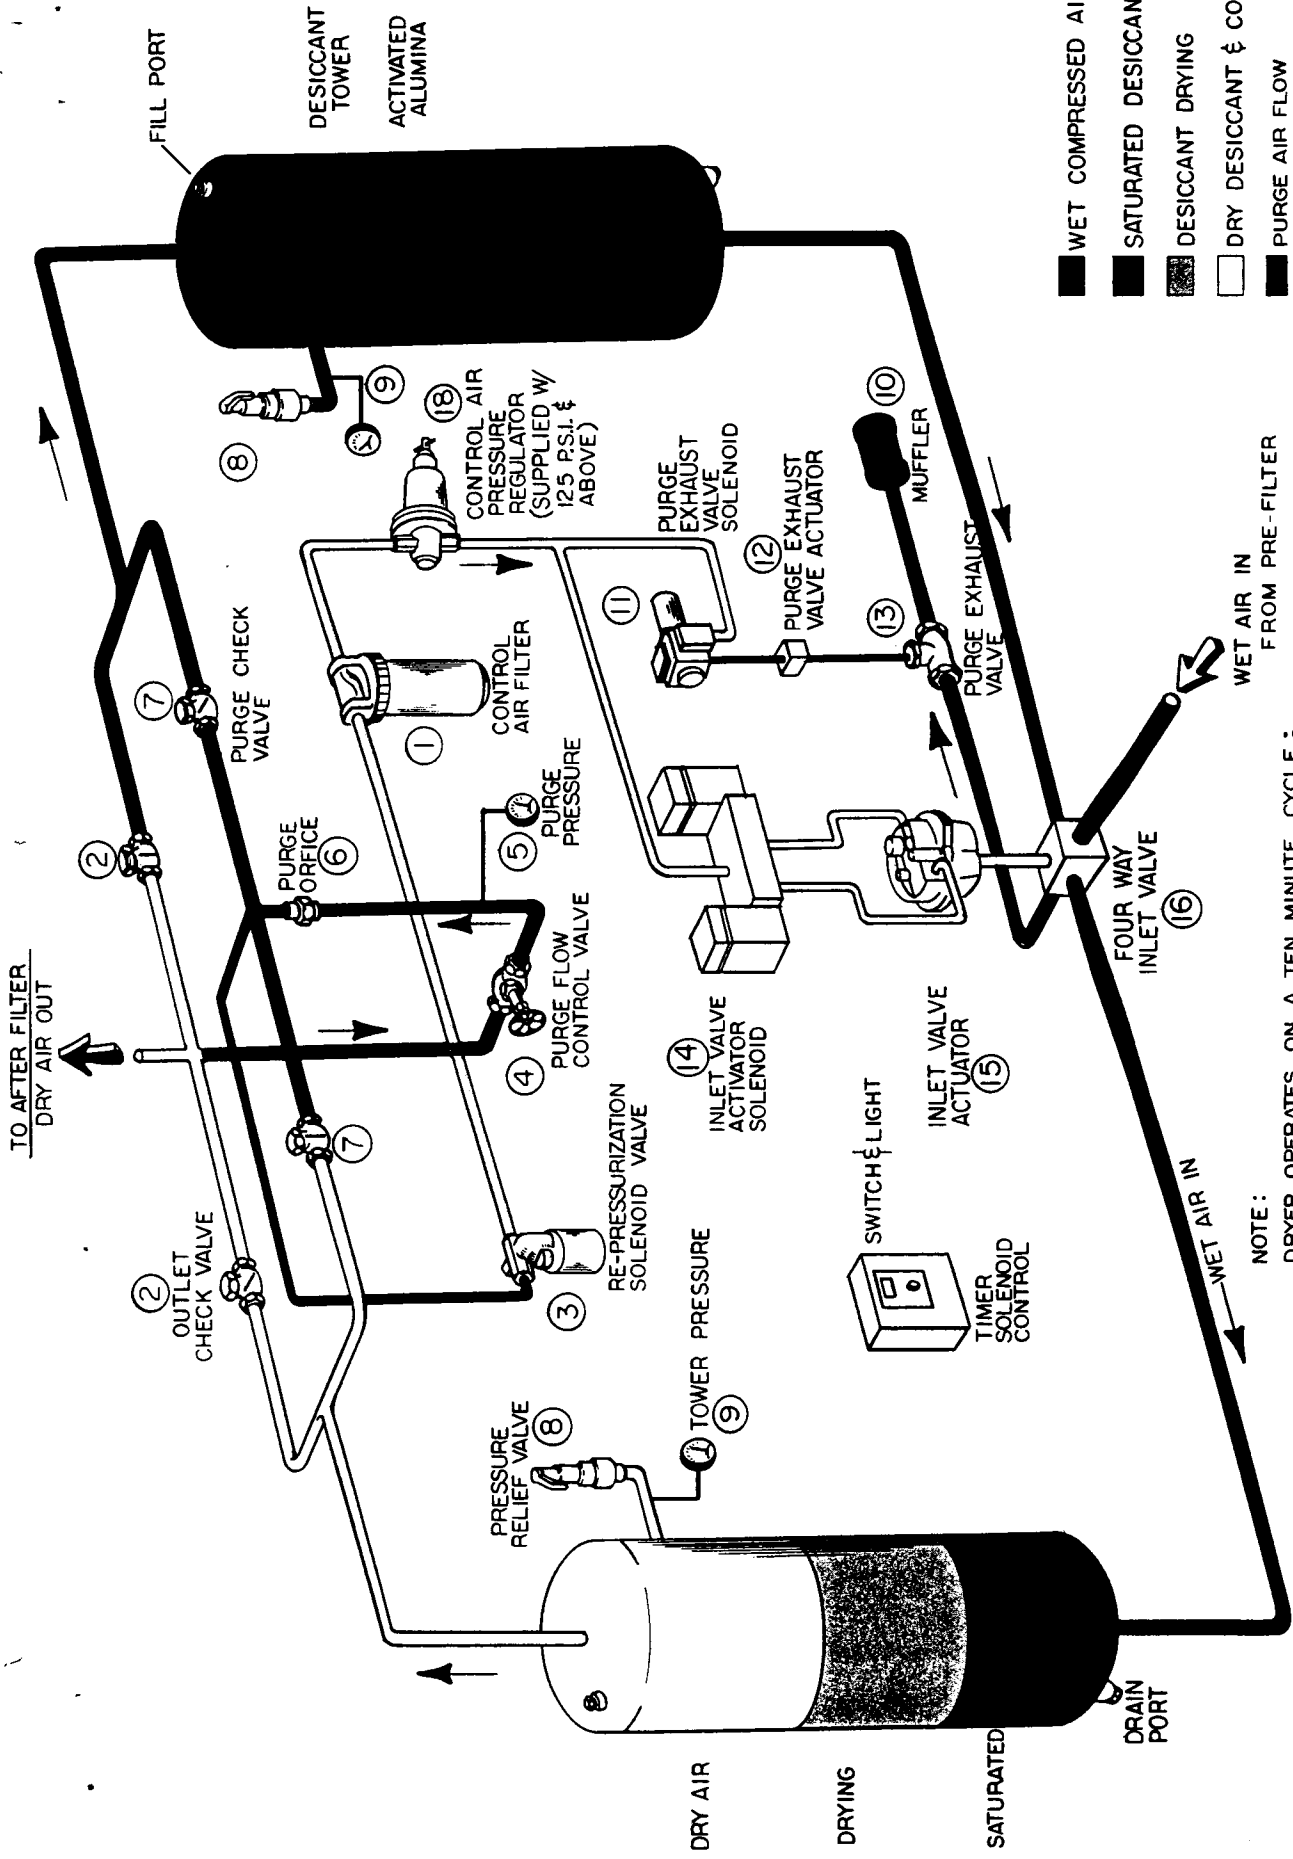 TO AFTER FILTER
DRY AIR OUT
FILL PORT
DESICCANT
TOWER
ACTIVATED
ALUMINA
2
7
PURGE CHECK
VALVE
8
9
18
CONTROL AIR
PRESSURE
REGULATOR
(SUPPLIED W/
125 P.S.I. &
ABOVE)
PURGE
ORFICE
6
1
CONTROL
AIR FILTER
5
PURGE
PRESSURE
4
PURGE FLOW
CONTROL VALVE
2
OUTLET
CHECK VALVE
7
3
RE-PRESSURIZATION
SOLENOID VALVE
PRESSURE
RELIEF VALVE
8
TOWER PRESSURE
9
11
PURGE
EXHAUST
VALVE
SOLENOID
12
PURGE EXHAUST
VALVE ACTUATOR
10
MUFFLER
13
PURGE EXHAUST
VALVE
14
INLET VALVE
ACTIVATOR
SOLENOID
INLET VALVE
ACTUATOR
15
FOUR WAY
INLET VALVE
16
SWITCH & LIGHT
TIMER
SOLENOID
CONTROL
WET AIR IN
FROM PRE-FILTER
WET AIR IN
DRY AIR
DRYING
SATURATED
DRAIN
PORT
WET COMPRESSED AI
SATURATED DESICCAN
DESICCANT DRYING
DRY DESICCANT & CO
PURGE AIR FLOW
NOTE:
DRYER OPERATES ON A TEN MINUTE CYCLE: